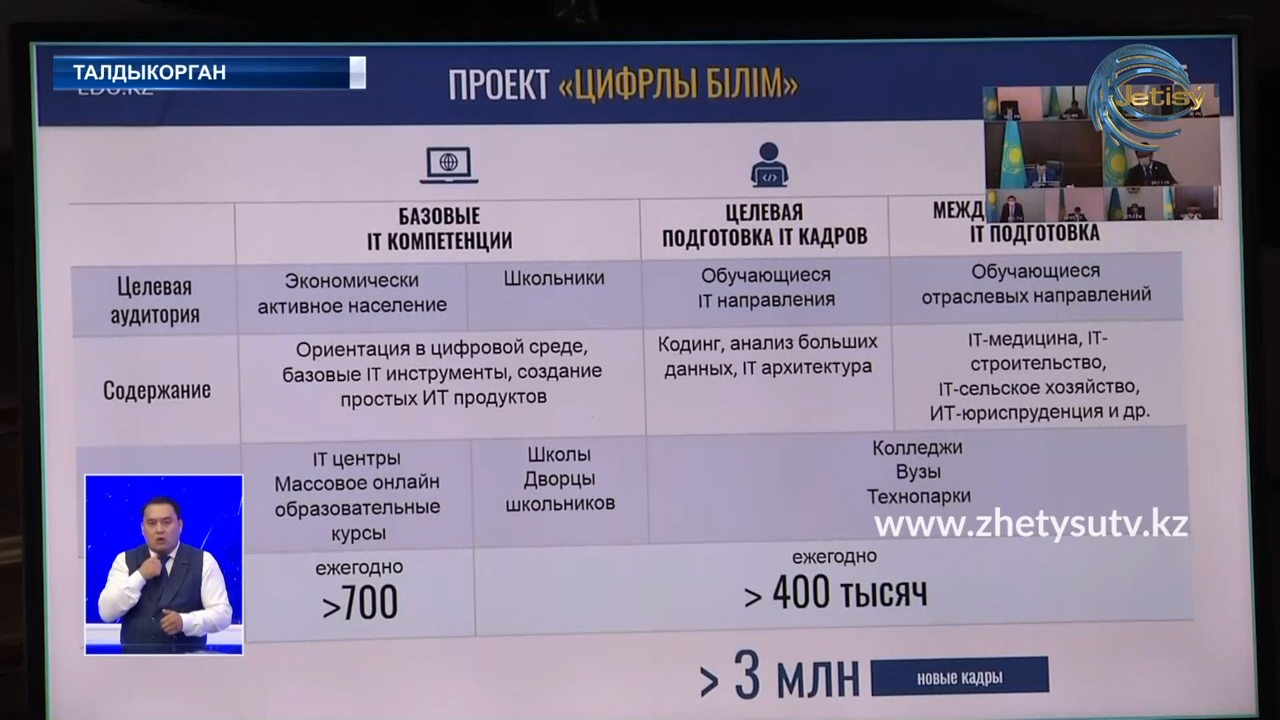 ТАЛДЫКОРГАН
EDU.KZ
ПРОЕКТ «ЦИФРЛЫ БІЛІМ»
Jetisý
БАЗОВЫЕ
IT КОМПЕТЕНЦИИ
ЦЕЛЕВАЯ
ПОДГОТОВКА IT КАДРОВ
МЕЖД
IT ПОДГОТОВКА
Целевая
аудитория
Экономически
активное население
Школьники
Обучающиеся
IT направления
Обучающиеся
отраслевых направлений
Содержание
Ориентация в цифровой среде,
базовые IT инструменты, создание
простых ИТ продуктов
Кодинг, анализ больших
данных, IT архитектура
IT-медицина, IT-
строительство,
IT-сельское хозяйство,
ИТ-юриспруденция и др.
IT центры
Массовое онлайн
образовательные
курсы
Школы
Дворцы
школьников
Колледжи
Вузы
Технопарки
www.zhetysutv.kz
ежегодно
>700
ежегодно
> 400 тысяч
> 3 млн
новые кадры